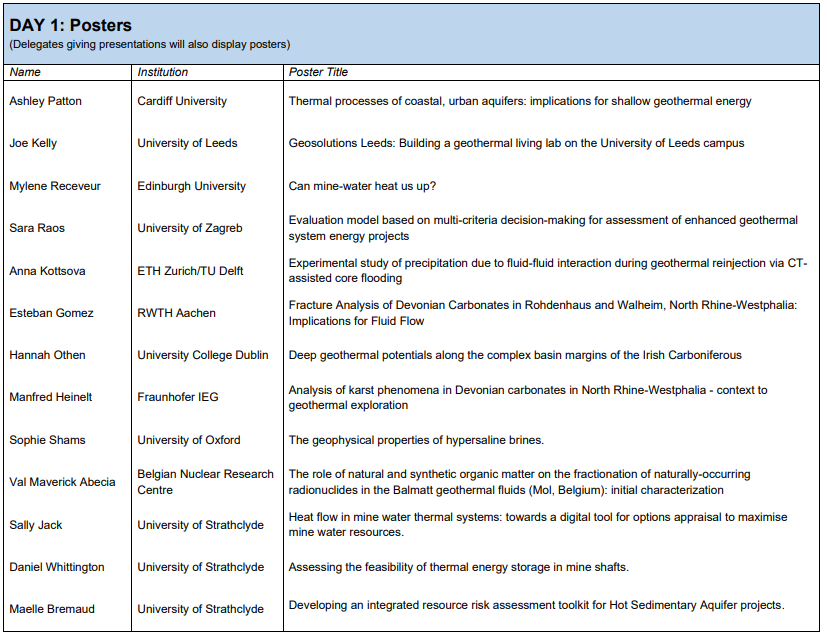 DAY 1: Posters
(Delegates giving presentations will also display posters)
Name Institution Poster Title
Ashley Patton Cardiff University Thermal processes of coastal, urban aquifers: implications for shallow geothermal energy
Joe Kelly University of Leeds Geosolutions Leeds: Building a geothermal living lab on the University of Leeds campus
Mylene Receveur Edinburgh University Can mine-water heat us up?
Sara Raos University of Zagreb Evaluation model based on multi-criteria decision-making for assessment of enhanced geothermal
system energy projects
Anna Kottsova ETH Zurich/TU Delft Experimental study of precipitation due to fluid-fluid interaction during geothermal reinjection via CT-
assisted core flooding
Esteban Gomez RWTH Aachen Fracture Analysis of Devonian Carbonates in Rohdenhaus and Walheim, North Rhine-Westphalia:
Implications for Fluid Flow
Hannah Othen University College Dublin Deep geothermal potentials along the complex basin margins of the Irish Carboniferous
Manfred Heinelt Fraunhofer IEG Analysis of karst phenomena in Devonian carbonates in North Rhine-Westphalia - context to
geothermal exploration
Sophie Shams University of Oxford The geophysical properties of hypersaline brines.
Val Maverick Abecia Belgian Nuclear Research The role of natural and synthetic organic matter on the fractionation of naturally-occurring
Centre radionuclides in the Balmatt geothermal fluids (Mol, Belgium): initial characterization
Sally Jack University of Strathclyde Heat flow in mine water thermal systems: towards a digital tool for options appraisal to maximise
mine water resources.
Daniel Whittington University of Strathclyde Assessing the feasibility of thermal energy storage in mine shafts.
Maelle Bremaud University of Strathclyde Developing an integrated resource risk assessment toolkit for Hot Sedimentary Aquifer projects.